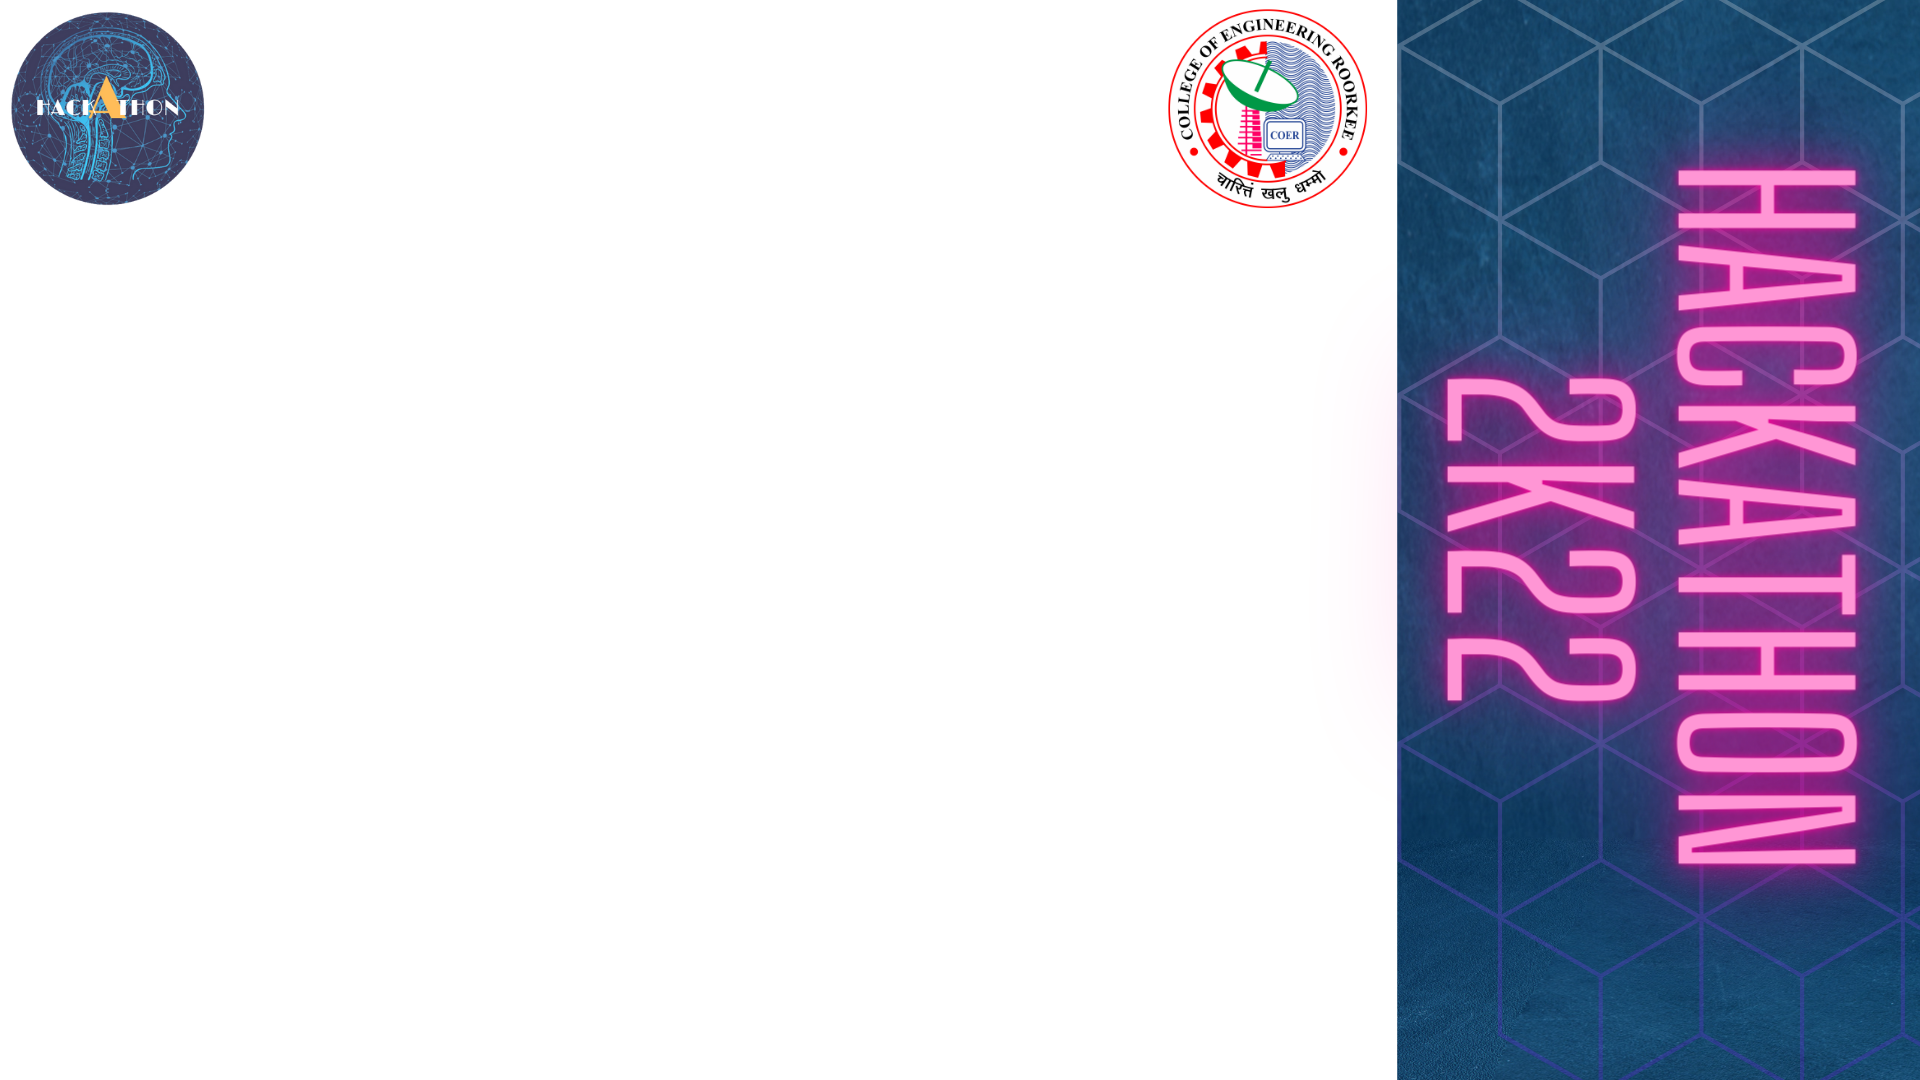 HACKATHON
COLLEGE OF ENGINEERING ROORKEE
COER
चारित्तं खलु धम्मो
HACKATHON
2K22